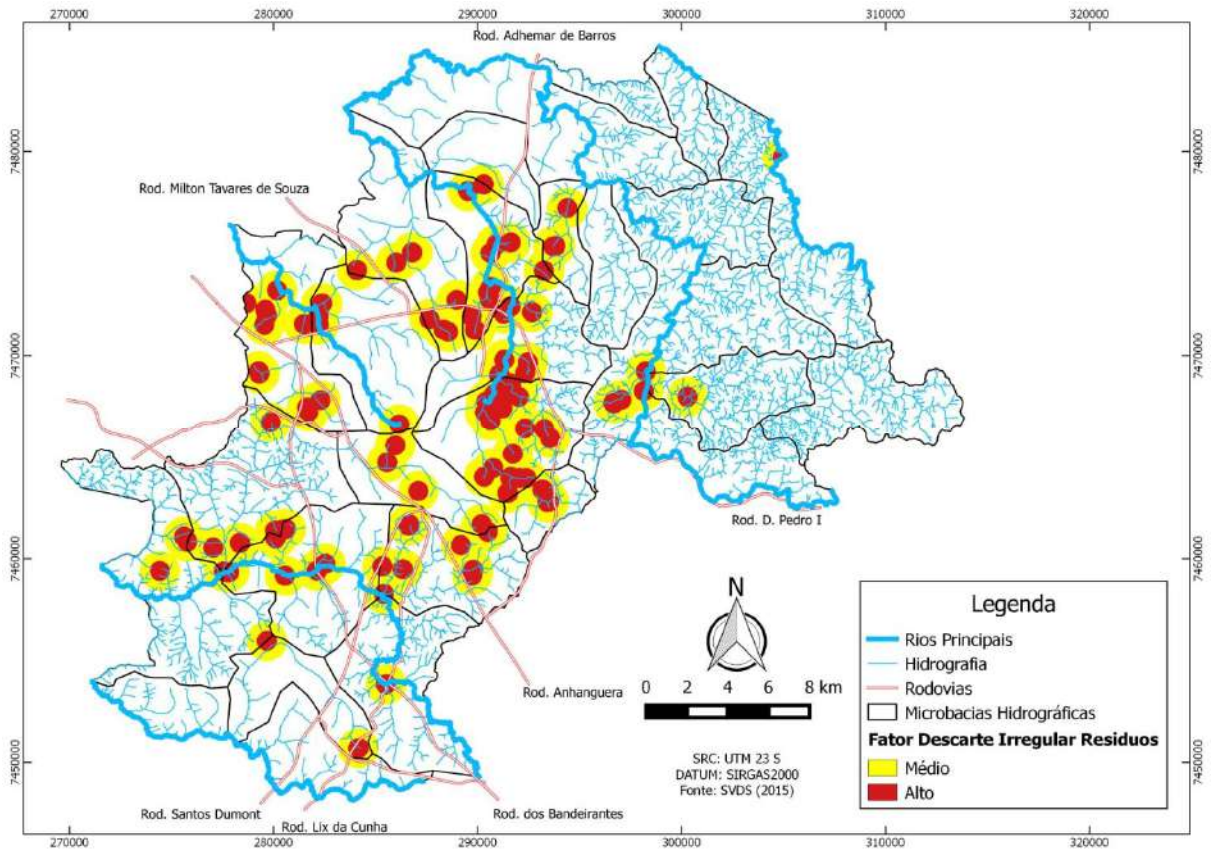 270000 280000 290000 300000 310000 320000
Rod. Adhemar de Barros
7480000 7480000
Rod. Milton Tavares de Souza
7470000 7470000
Rod. D. Pedro I
7460000 7460000
N
0 2 4 6 8 km
SRC: UTM 23 S
DATUM: SIRGAS2000
Fonte: SVDS (2015)
Legenda
Rios Principais
Hidrografia
Rodovias
Microbacias Hidrográficas
Fator Descarte Irregular Residuos
Médio
Alto
Rod. Anhanguera
7450000 7450000
Rod. Santos Dumont
Rod. Lix da Cunha
Rod. dos Bandeirantes
270000 280000 290000 300000 310000 320000